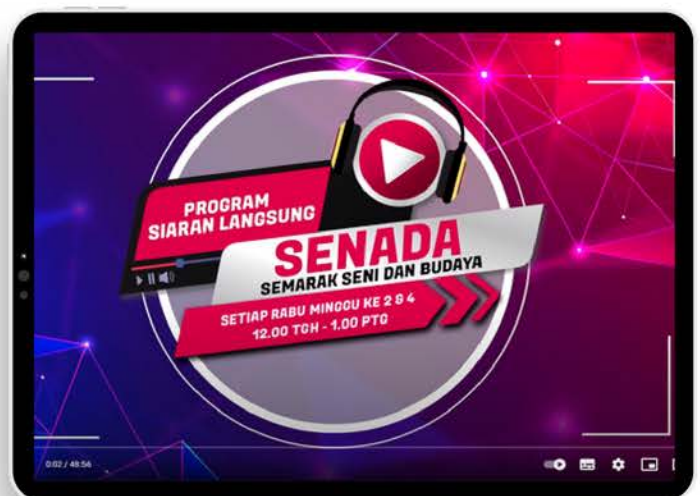 PROGRAM
SIARAN LANGSUNG
SENADA
SEMARAK SENI DAN BUDAYA
SETIAP RABU MINGGU KE 2 & 4
12.00 TGH - 1.00 PTG
0:02 / 48:56